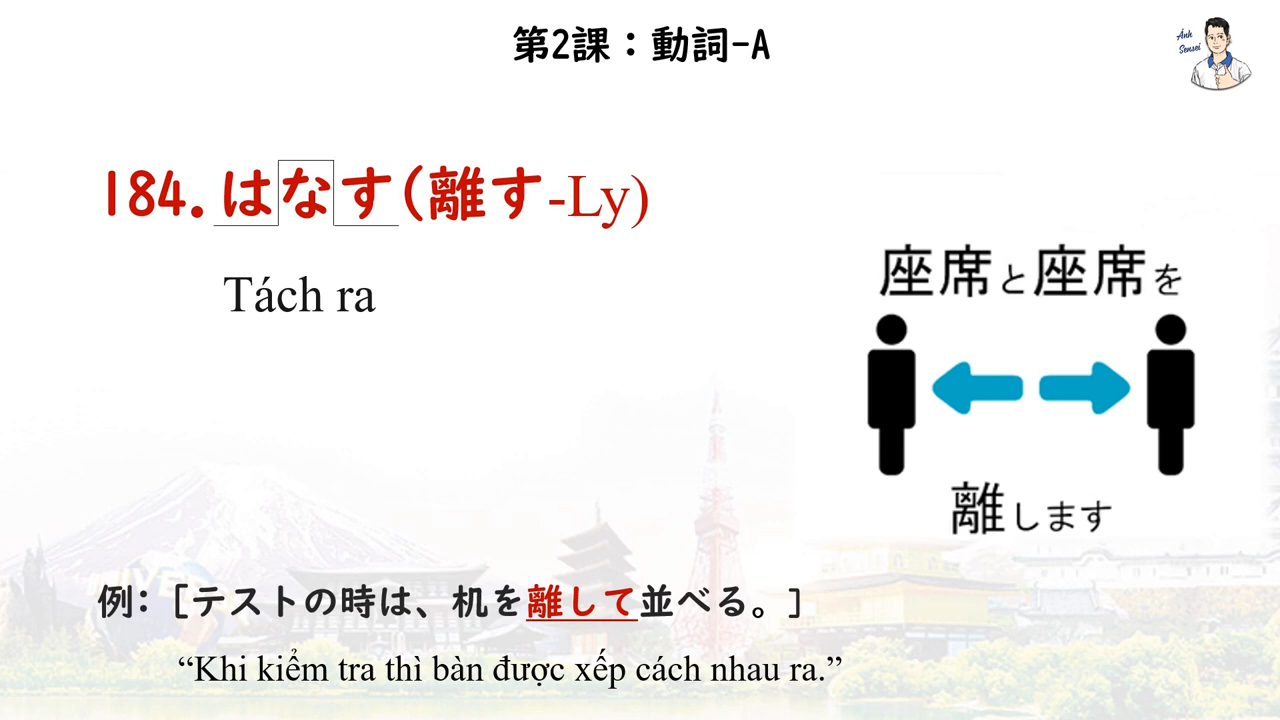 第2課：動詞-A
Ánh
Sensei
184.はなす(離す-Ly)
Tách ra
座席と座席を
離します
例：[テストの時は、机を離して並べる。]
“Khi kiểm tra thì bàn được xếp cách nhau ra.”